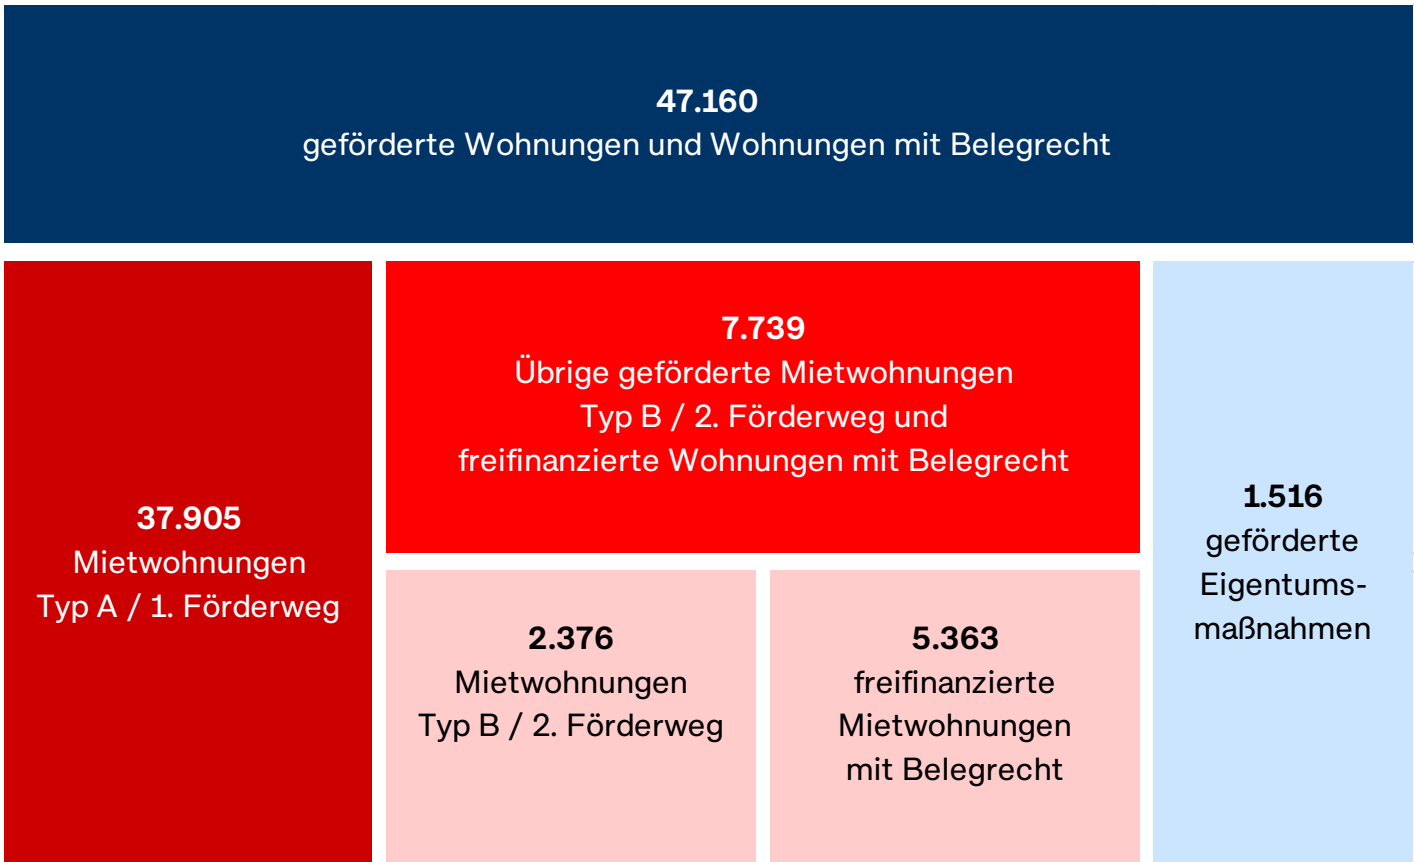 47.160
geförderte Wohnungen und Wohnungen mit Belegrecht
37.905
Mietwohnungen
Typ A / 1. Förderweg
7.739
Übrige geförderte Mietwohnungen
Typ B / 2. Förderweg und
freifinanzierte Wohnungen mit Belegrecht
2.376
Mietwohnungen
Typ B / 2. Förderweg
5.363
freifinanzierte
Mietwohnungen
mit Belegrecht
1.516
geförderte
Eigentums-
maßnahmen